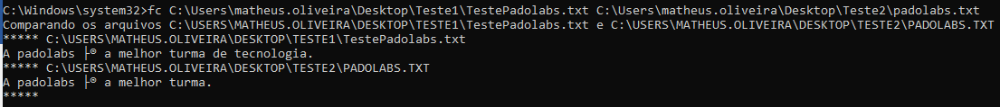 C:\Windows\system32>fc C:\Users\matheus.oliveira\Desktop\Teste1\TestePadolabs.txt C:\Users\matheus.oliveira\Desktop\Teste2\padolabs.txt
Comparando os arquivos C:\USERS\MATHEUS.OLIVEIRA\DESKTOP\TESTE1\TestePadolabs.txt e C:\USERS\MATHEUS.OLIVEIRA\DESKTOP\TESTE2\PADOLABS.TXT
***** C:\USERS\MATHEUS.OLIVEIRA\DESKTOP\TESTE1\TestePadolabs.txt
A padolabs ├® a melhor turma de tecnologia.
***** C:\USERS\MATHEUS.OLIVEIRA\DESKTOP\TESTE2\PADOLABS.TXT
A padolabs ├® a melhor turma.
*****